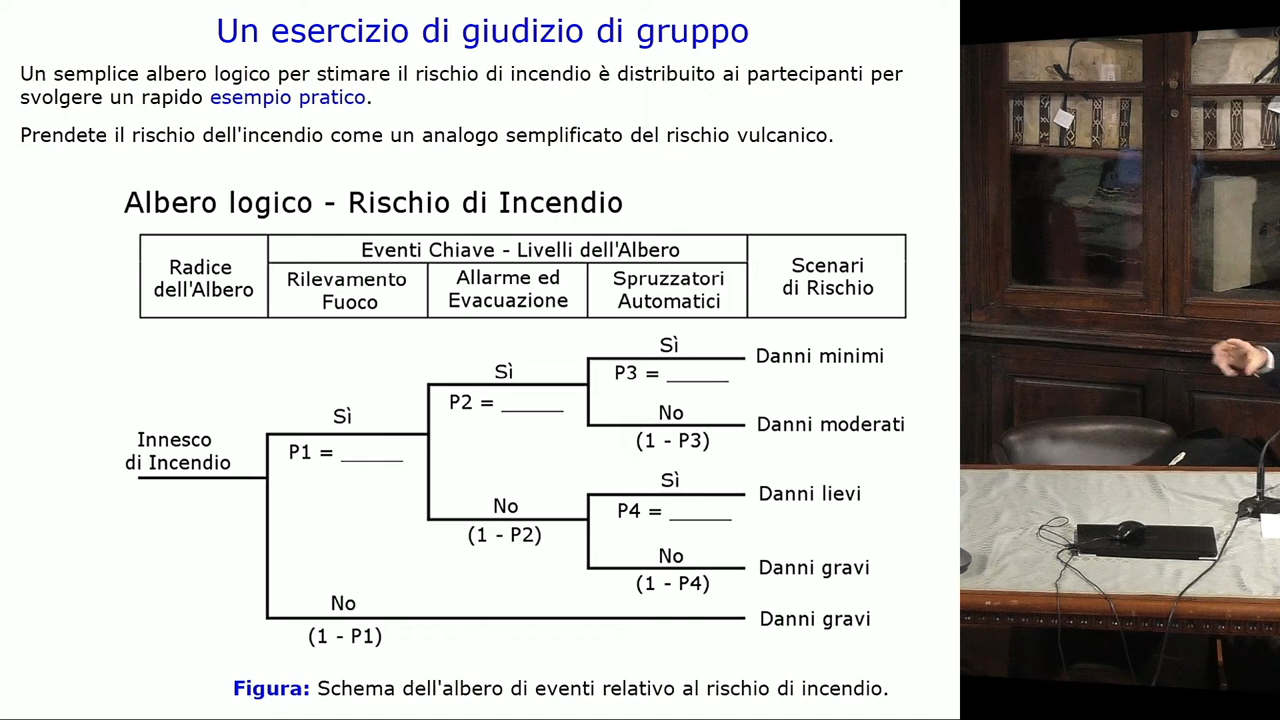 Un esercizio di giudizio di gruppo
Un semplice albero logico per stimare il rischio di incendio è distribuito ai partecipanti per
svolgere un rapido esempio pratico.
Prendete il rischio dell'incendio come un analogo semplificato del rischio vulcanico.
Albero logico - Rischio di Incendio
Radice
dell'Albero
Eventi Chiave - Livelli dell'Albero
Rilevamento
Fuoco
Allarme ed
Evacuazione
Spruzzatori
Automatici
Scenari
di Rischio
Innesco
di Incendio
Sì
P1 = ______
Sì
P2 = ______
Sì
P3 = ______
Danni minimi
No
(1 - P3)
Danni moderati
No
(1 - P2)
Sì
P4 = ______
Danni lievi
No
(1 - P4)
Danni gravi
No
(1 - P1)
Danni gravi
Figura: Schema dell'albero di eventi relativo al rischio di incendio.